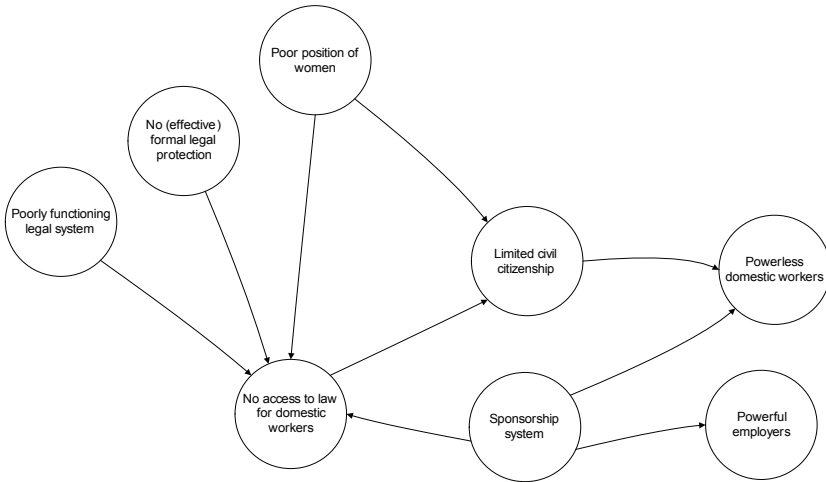 Poor position of
women
No (effective)
formal legal
protection
Poorly functioning
legal system
Limited civil
citizenship
Powerless
domestic workers
No access to law
for domestic
workers
Sponsorship
system
Powerful
employers